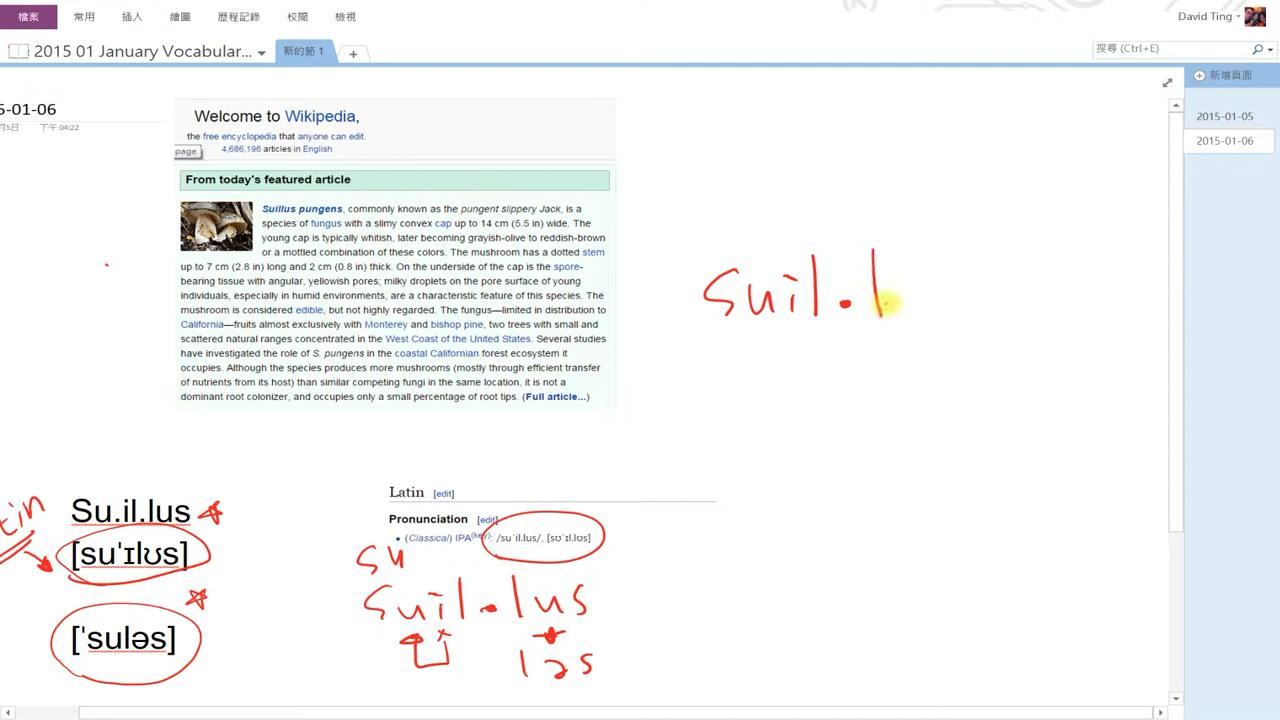 檔案 常用 插入 繪圖 歷程記錄 校閱 檢視 David Ting
2015 01 January Vocabular... 新的節 1 搜尋 (Ctrl+E)
新增頁面
2015-01-05
2015-01-06
5-01-06
月5日 下午 04:22
Welcome to Wikipedia,
the free encyclopedia that anyone can edit.
4,686,196 articles in English
page
From today's featured article
Suillus pungens, commonly known as the pungent slippery Jack, is a
species of fungus with a slimy convex cap up to 14 cm (5.5 in) wide. The
young cap is typically whitish, later becoming grayish-olive to reddish-brown
or a mottled combination of these colors. The mushroom has a dotted stem
up to 7 cm (2.8 in) long and 2 cm (0.8 in) thick. On the underside of the cap is the spore-
bearing tissue with angular, yellowish pores; milky droplets on the pore surface of young
individuals, especially in humid environments, are a characteristic feature of this species. The
mushroom is considered edible, but not highly regarded. The fungus—limited in distribution to
California—fruits almost exclusively with Monterey and bishop pine, two trees with small and
scattered natural ranges concentrated in the West Coast of the United States. Several studies
have investigated the role of S. pungens in the coastal Californian forest ecosystem it
occupies. Although the species produces more mushrooms (mostly through efficient transfer
of nutrients from its host) than similar competing fungi in the same location, it is not a
dominant root colonizer, and occupies only a small percentage of root tips. (Full article...)
suil.l
tin
Su.il.lus
[suˈɪlʊs]
[ˈsuləs]
Latin [edit]
Pronunciation [edit]
• (Classical) IPA(key): /suˈil.lus/, [sʊˈɪl.lʊs]
su
suil.lus
ləs